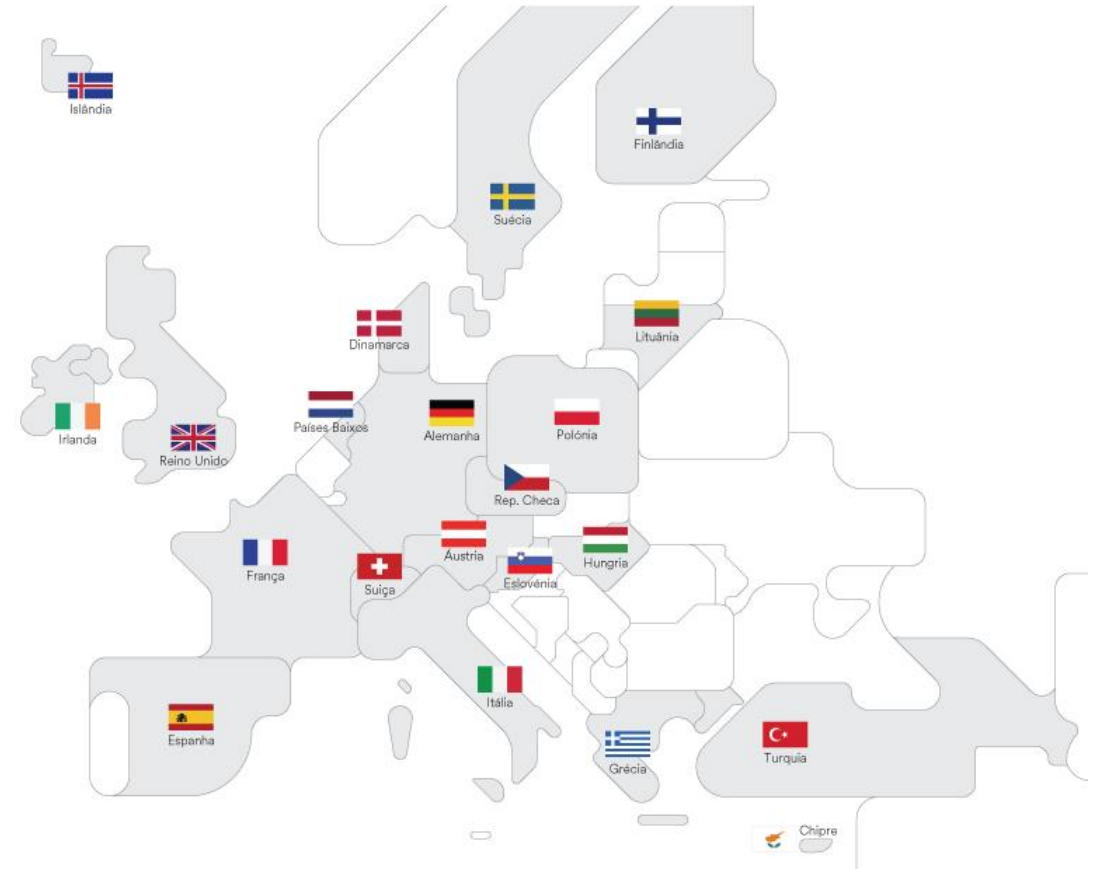 Islândia
Finlândia
Suécia
Lituânia
Dinamarca
Países Baixos
Alemanha
Polónia
Irlanda
Reino Unido
Rep. Checa
Áustria
Hungria
França
Suiça
Eslovénia
Itália
Espanha
Grécia
Turquia
Chipre